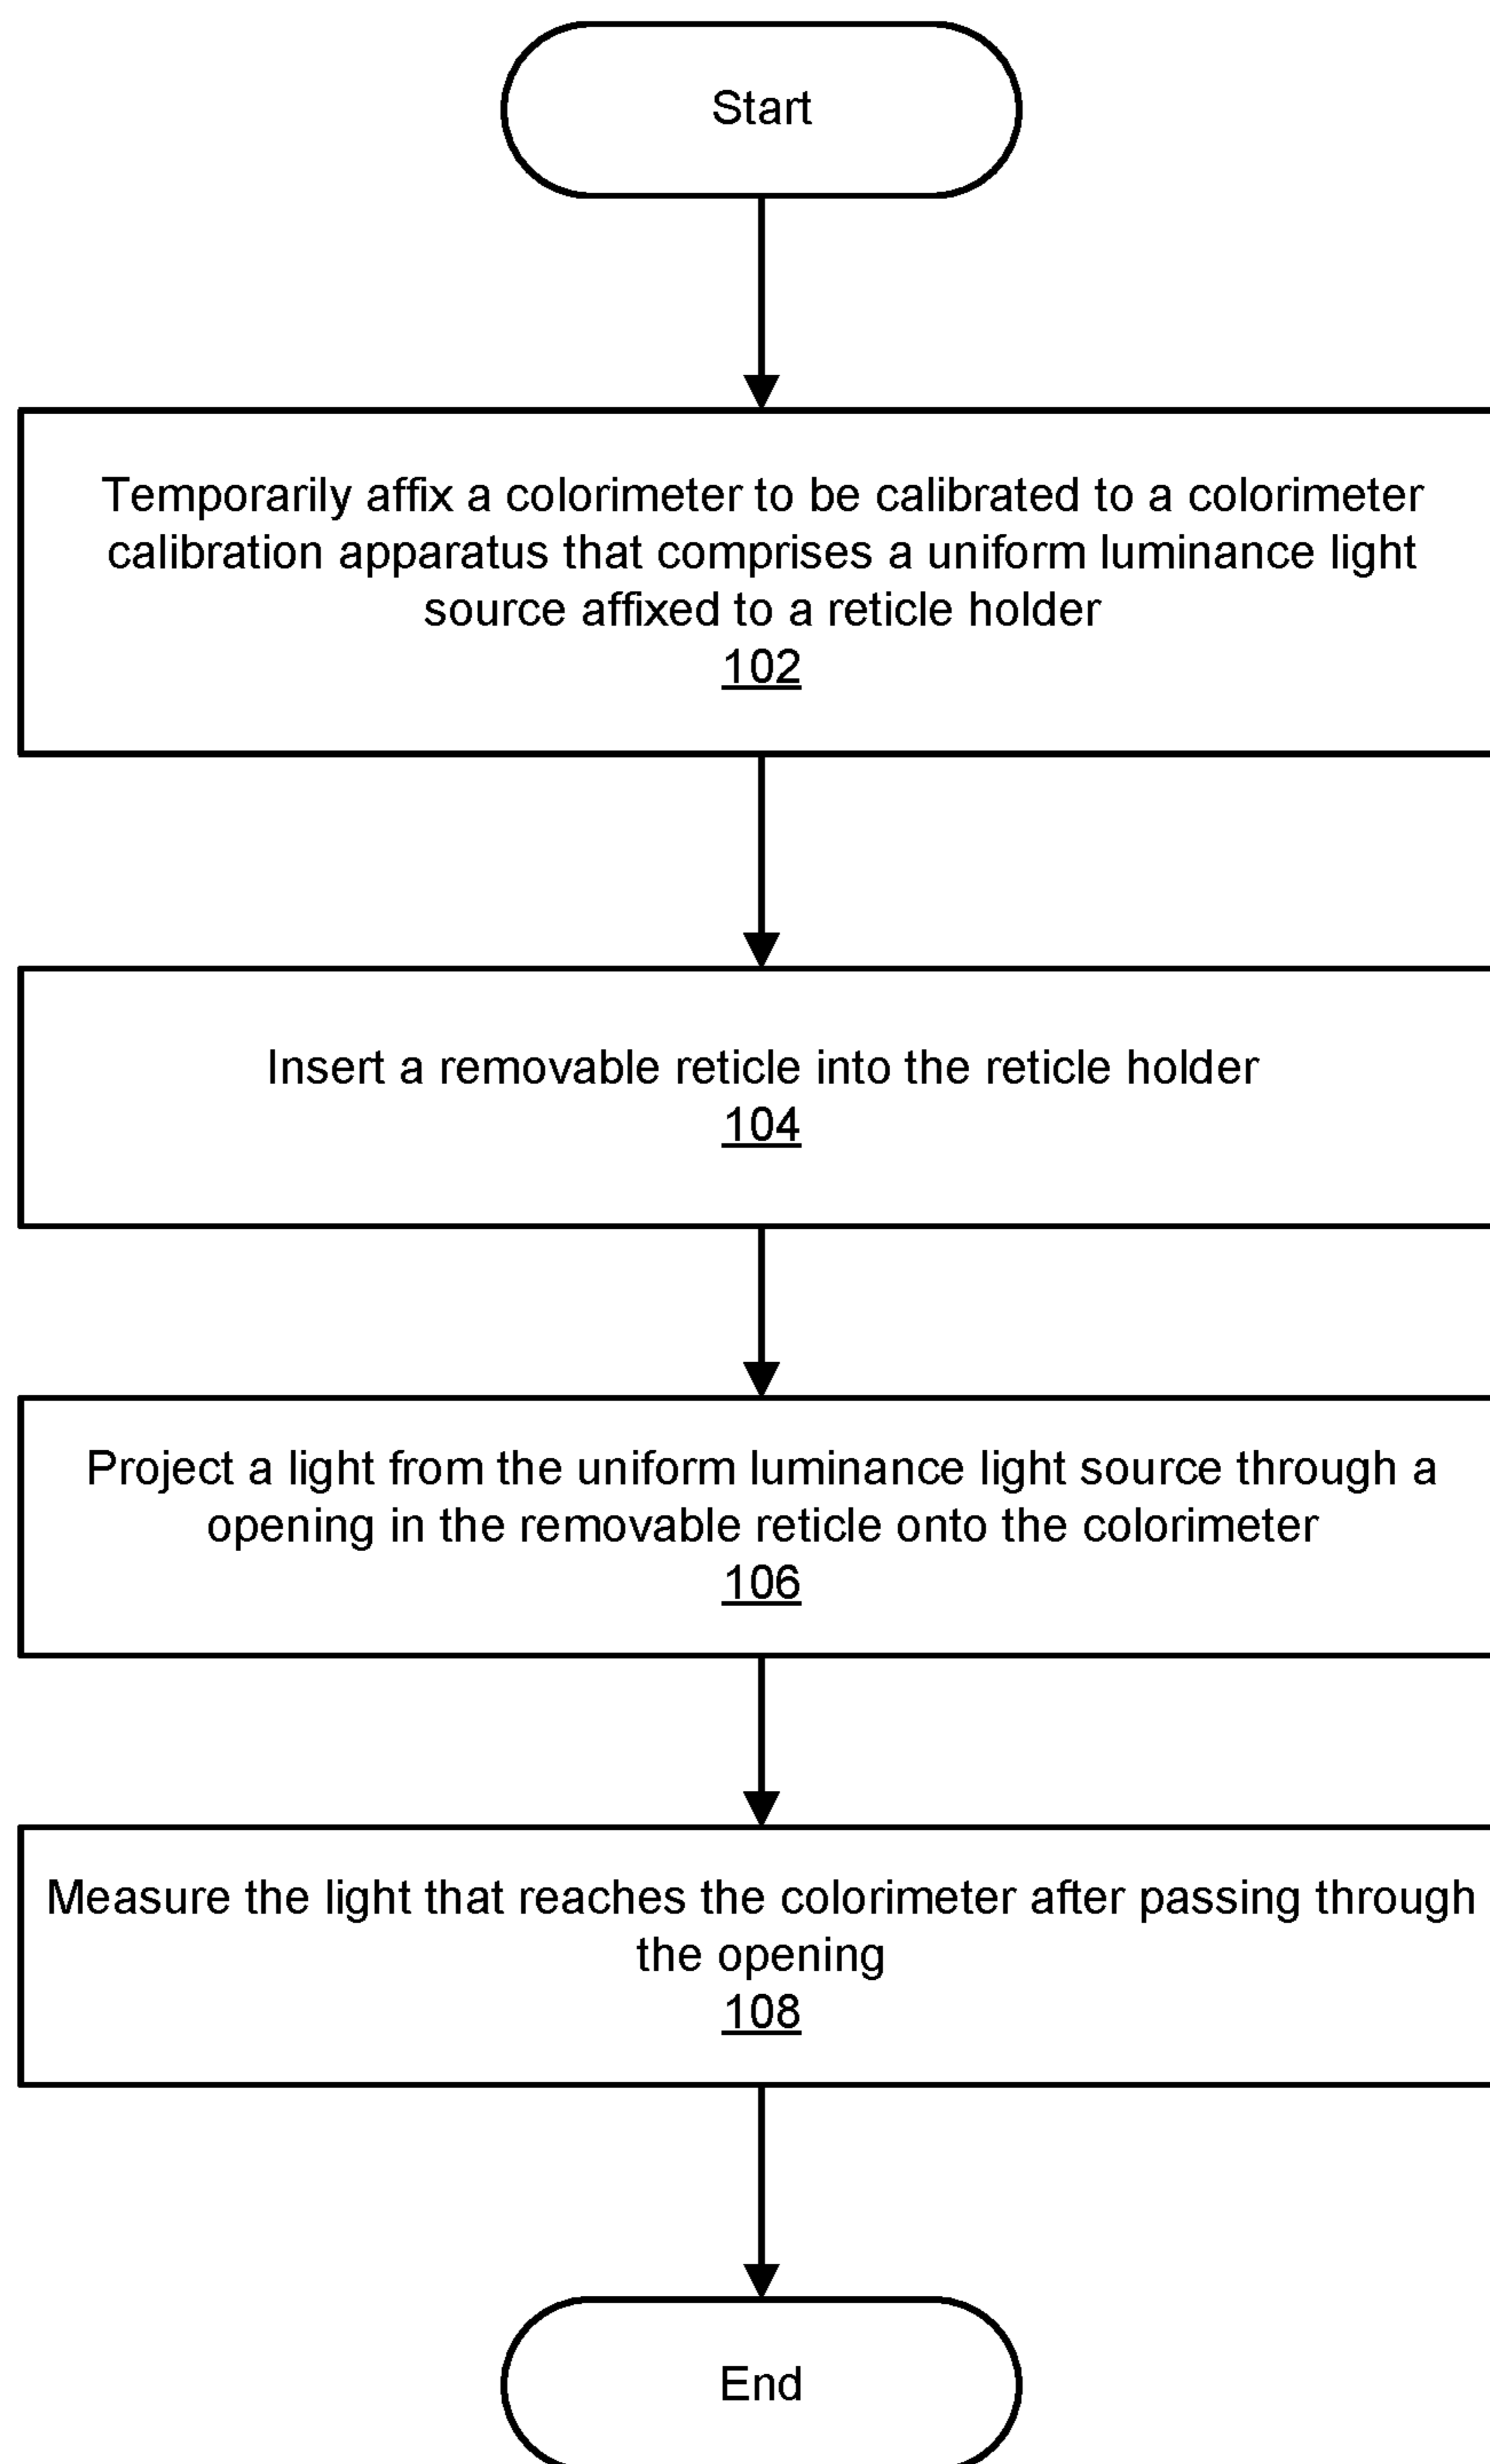 Start
Temporarily affix a colorimeter to be calibrated to a colorimeter
calibration apparatus that comprises a uniform luminance light
source affixed to a reticle holder
102
Insert a removable reticle into the reticle holder
104
Project a light from the uniform luminance light source through a
opening in the removable reticle onto the colorimeter
106
Measure the light that reaches the colorimeter after passing through
the opening
108
End